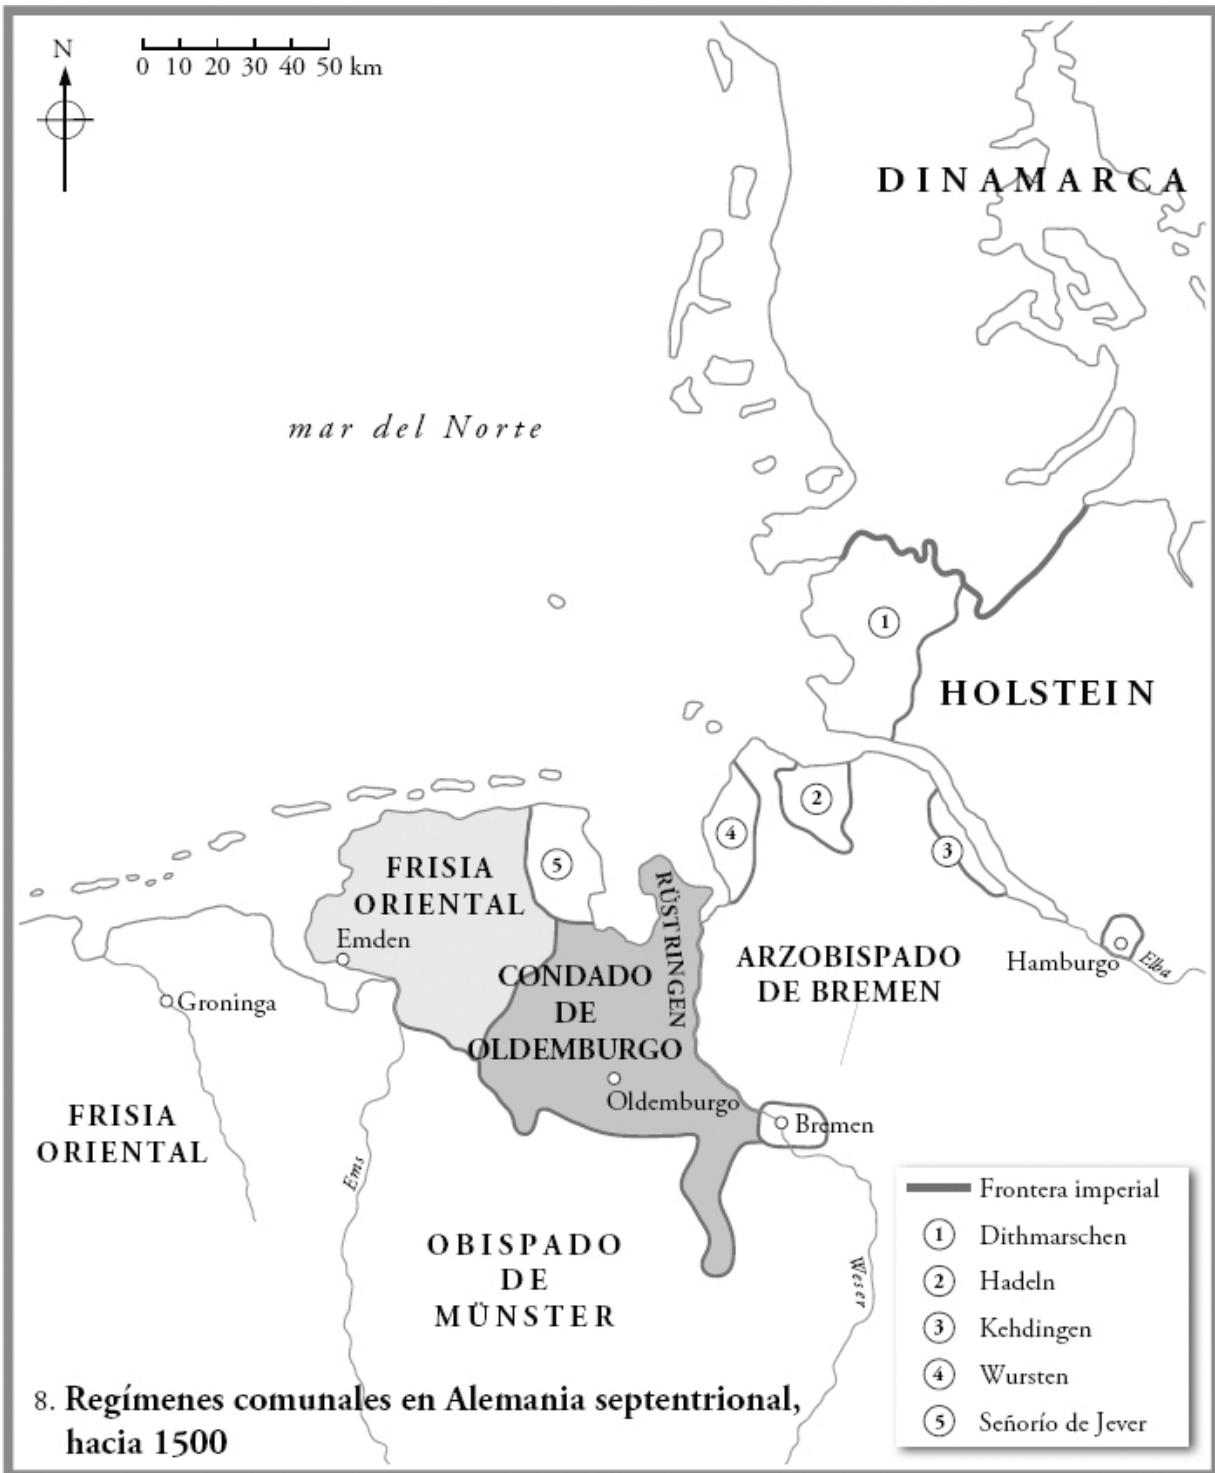 N
0 10 20 30 40 50 km
DINAMARCA
mar del Norte
1
HOLSTEIN
2
4
3
5
FRISIA
ORIENTAL
RÜSTRINGEN
Emden
Hamburgo
Elba
ARZOBISPADO
DE BREMEN
CONDADO
DE
OLDEMBURGO
Groninga
Oldemburgo
Bremen
FRISIA
ORIENTAL
Ems
OBISPADO
DE
MÜNSTER
Weser
Frontera imperial
1 Dithmarschen
2 Hadeln
3 Kehdingen
4 Wursten
5 Señorío de Jever
8. Regímenes comunales en Alemania septentrional,
hacia 1500